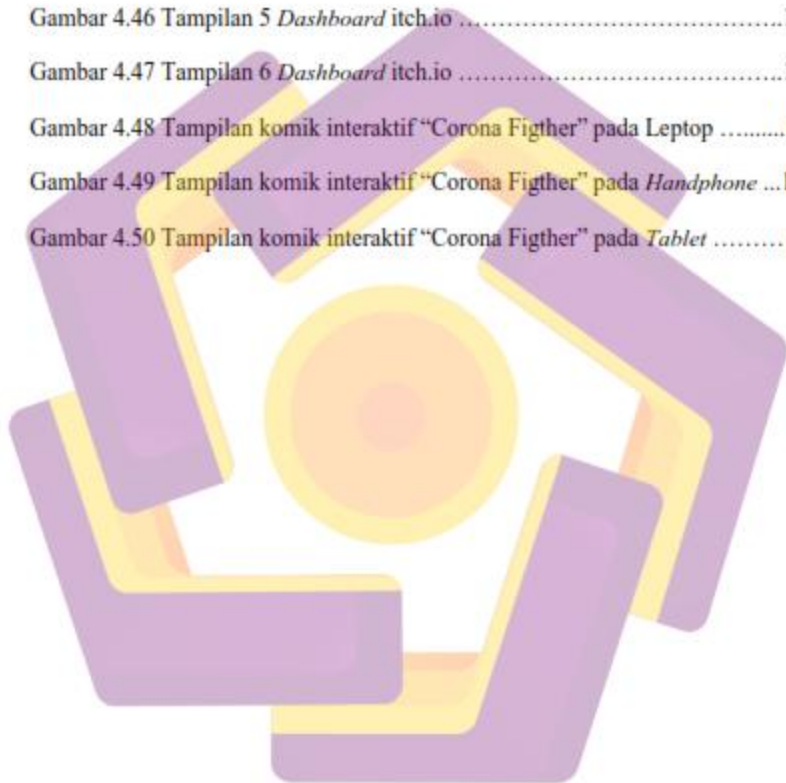 Gambar 4.46 Tampilan 5 Dashboard itch.io ……………………………………
Gambar 4.47 Tampilan 6 Dashboard itch.io ……………………………………
Gambar 4.48 Tampilan komik interaktif “Corona Figther” pada Leptop …........
Gambar 4.49 Tampilan komik interaktif “Corona Figther” pada Handphone ...
Gambar 4.50 Tampilan komik interaktif “Corona Figther” pada Tablet ………